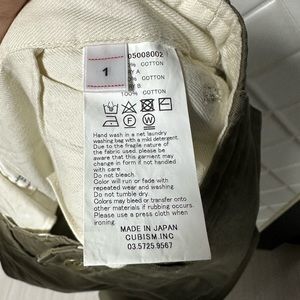 1
05008002
% COTTON
Y A
% COTTON
Y B
100% COTTON
Hand wash in a net laundry
washing bag with a mild detergent.
Due to the fragile nature of
the fabric used, please be
aware that this garment
may change in form if not handled
with care.
Do not bleach.
Color will run or fade with
repeated wear and washing.
Do not tumble dry.
Colors may bleed or transfer onto
other materials if rubbing occurs.
Please use a press cloth when
ironing.
MADE IN JAPAN
CUBISM INC
03.5725.9567